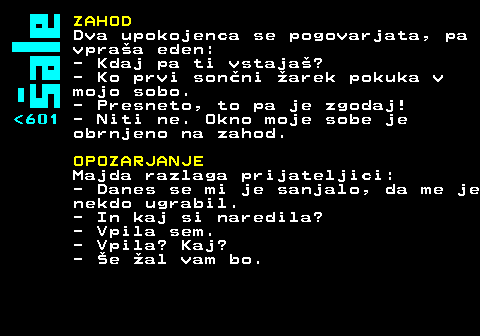 šale
<601
ZAHOD
Dva upokojenca se pogovarjata, pa
vpraša eden:
- Kdaj pa ti vstajaš?
- Ko prvi sončni žarek pokuka v
mojo sobo.
- Presneto, to pa je zgodaj!
- Niti ne. Okno moje sobe je
obrnjeno na zahod.
OPOZARJANJE
Majda razlaga prijateljici:
- Danes se mi je sanjalo, da me je
nekdo ugrabil.
- In kaj si naredila?
- Vpila sem.
- Vpila? Kaj?
- Še žal vam bo.